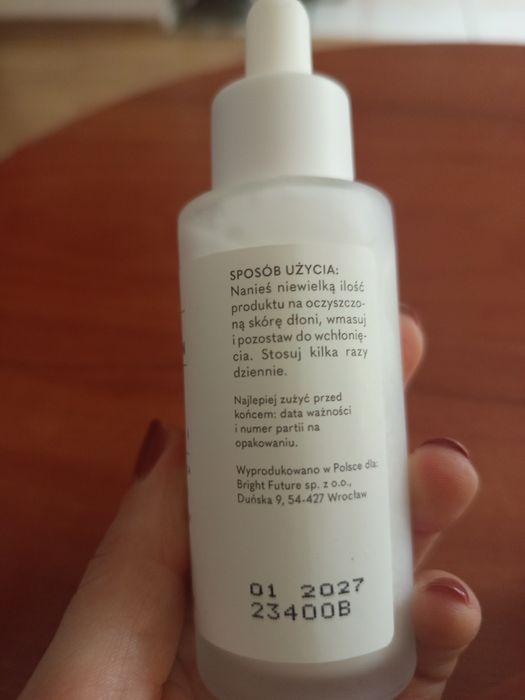 SPOSÓB UŻYCIA:
Nanieś niewielką ilość
produktu na oczyszczo-
ną skórę dłoni, wmasuj
i pozostaw do wchłonię-
cia. Stosuj kilka razy
dziennie.
Najlepiej zużyć przed
końcem: data ważności
i numer partii na
opakowaniu.
Wyprodukowano w Polsce dla:
Bright Future sp. z o.o.,
Duńska 9, 54-427 Wrocław
01 2027
23400B